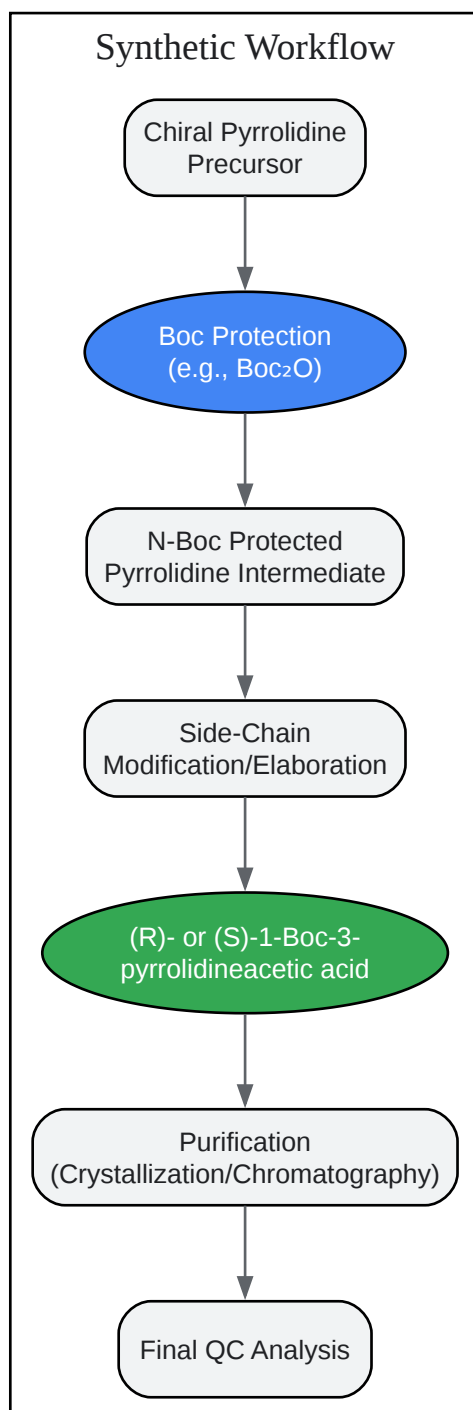 Synthetic Workflow
Chiral Pyrrolidine
Precursor
Boc Protection
(e.g., Boc₂O)
N-Boc Protected
Pyrrolidine Intermediate
Side-Chain
Modification/Elaboration
(R)- or (S)-1-Boc-3-
pyrrolidineacetic acid
Purification
(Crystallization/Chromatography)
Final QC Analysis